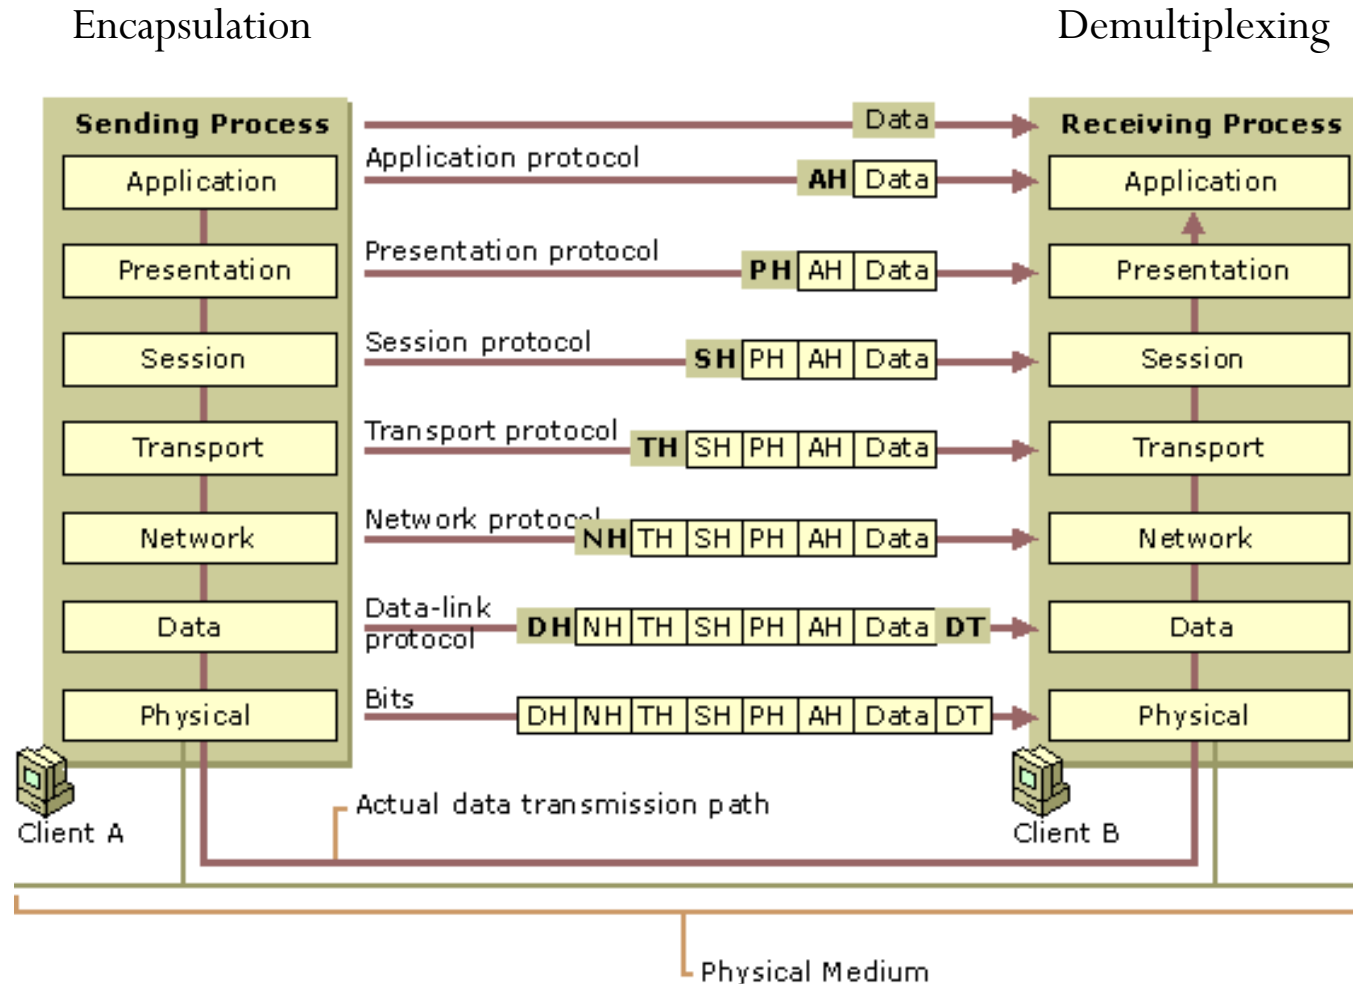 Encapsulation
Demultiplexing
Sending Process
Data
Receiving Process
Application protocol
Application
AH Data
Application
Presentation protocol
Presentation
PH AH Data
Presentation
Session protocol
Session
SH PH AH Data
Session
Transport protocol
Transport
TH SH PH AH Data
Transport
Network protocol
Network
NH TH SH PH AH Data
Network
Data-link
protocol
Data
DH NH TH SH PH AH Data DT
Data
Bits
Physical
DH NH TH SH PH AH Data DT
Physical
Actual data transmission path
Client A
Client B
Physical Medium